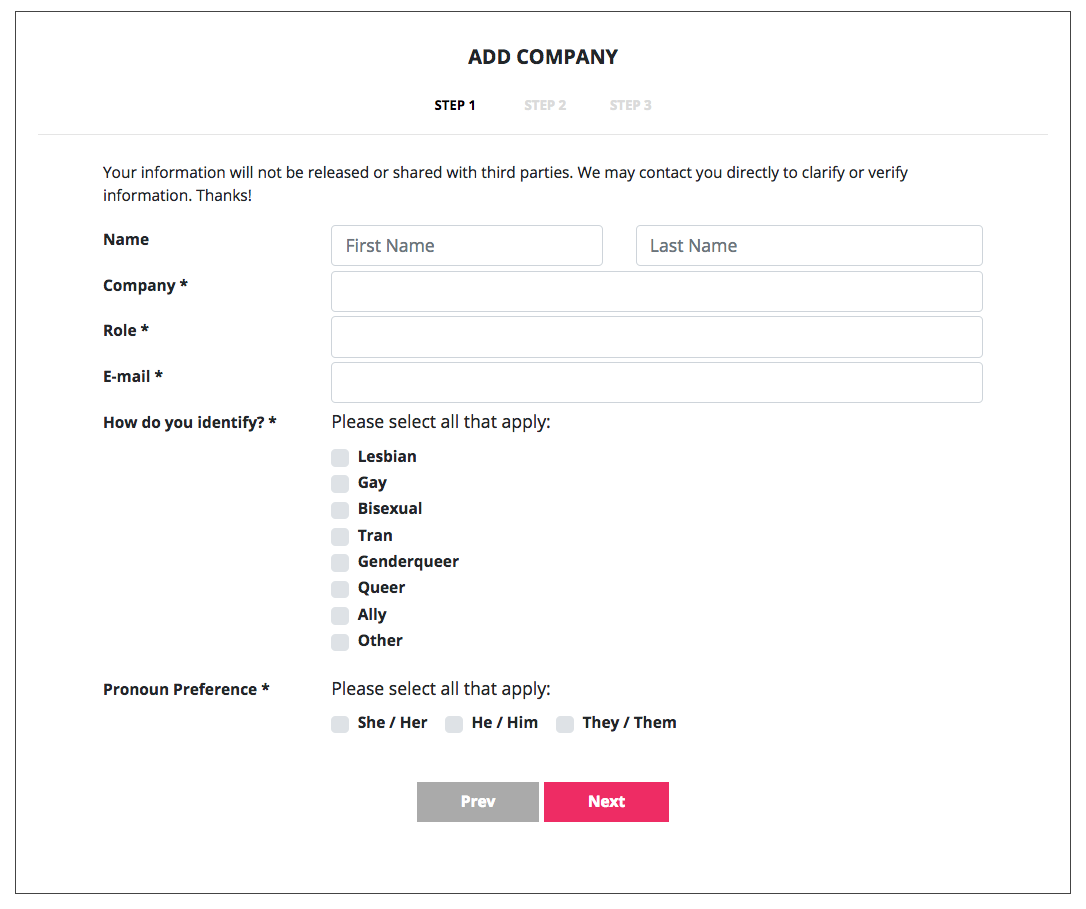 ADD COMPANY
STEP 1 STEP 2 STEP 3
Your information will not be released or shared with third parties. We may contact you directly to clarify or verify
information. Thanks!
Name First Name Last Name
Company *
Role *
E-mail *
How do you identify? * Please select all that apply:
Lesbian
Gay
Bisexual
Tran
Genderqueer
Queer
Ally
Other
Pronoun Preference * Please select all that apply:
She / Her He / Him They / Them
Prev Next